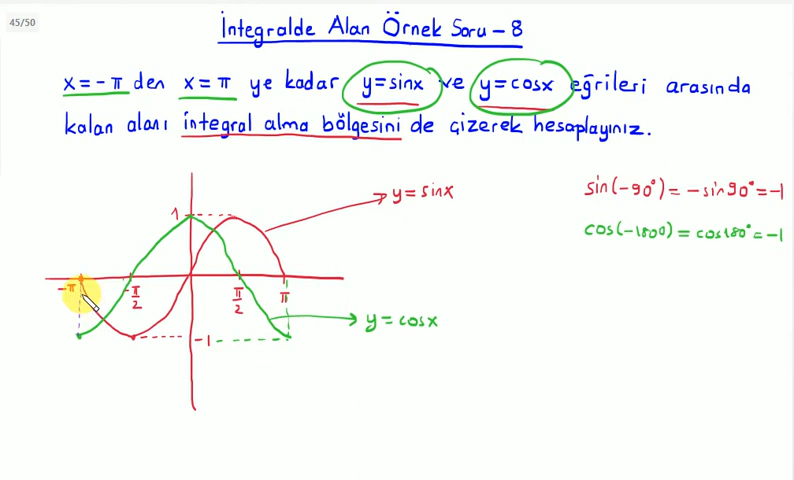 45/50
İntegralde Alan Örnek Soru - 8
x = -π den x = π ye kadar y=sinx ve y=cosx eğrileri arasında
kalan alanı integral alma bölgesini de çizerek hesaplayınız.
sin(-90°) = -sin90° = -1
cos(-180°) = cos180° = -1
y = sinx
1
-π
-π/2
π/2
π
y = cosx
-1